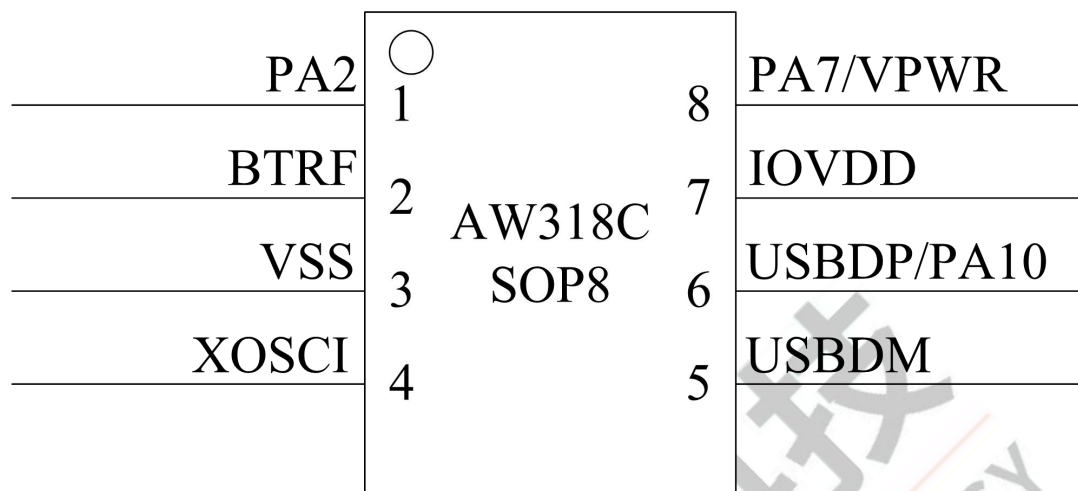 PA2
1
8
PA7/VPWR
BTRF
2
7
IOVDD
AW318C
SOP8
VSS
3
6
USBDP/PA10
XOSCI
4
5
USBDM
技